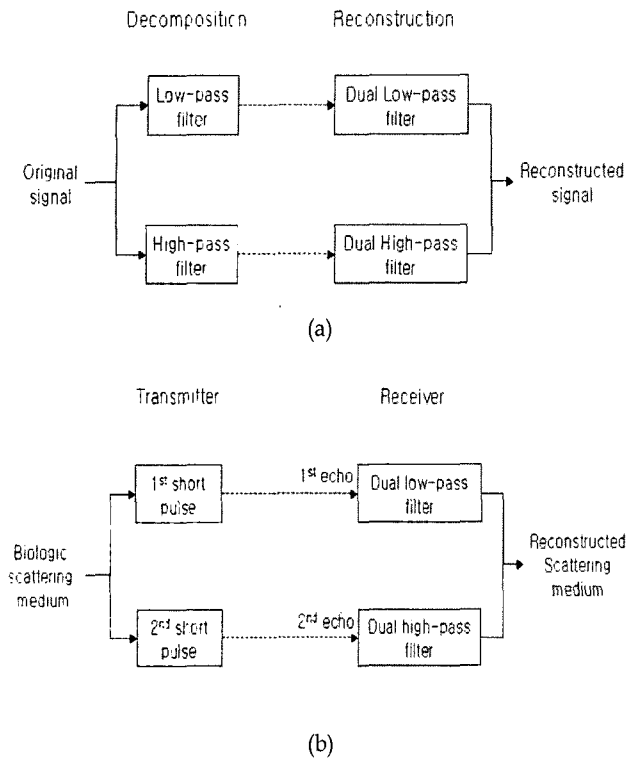 Decomposition Reconstruction
Low-pass
filter
Dual Low-pass
filter
Original
signal
Reconstructed
signal
High-pass
filter
Dual High-pass
filter
(a)
Transmitter Receiver
1st short
pulse
1st echo
Dual low-pass
filter
Biologic
scattering
medium
Reconstructed
Scattering
medium
2nd short
pulse
2nd echo
Dual high-pass
filter
(b)